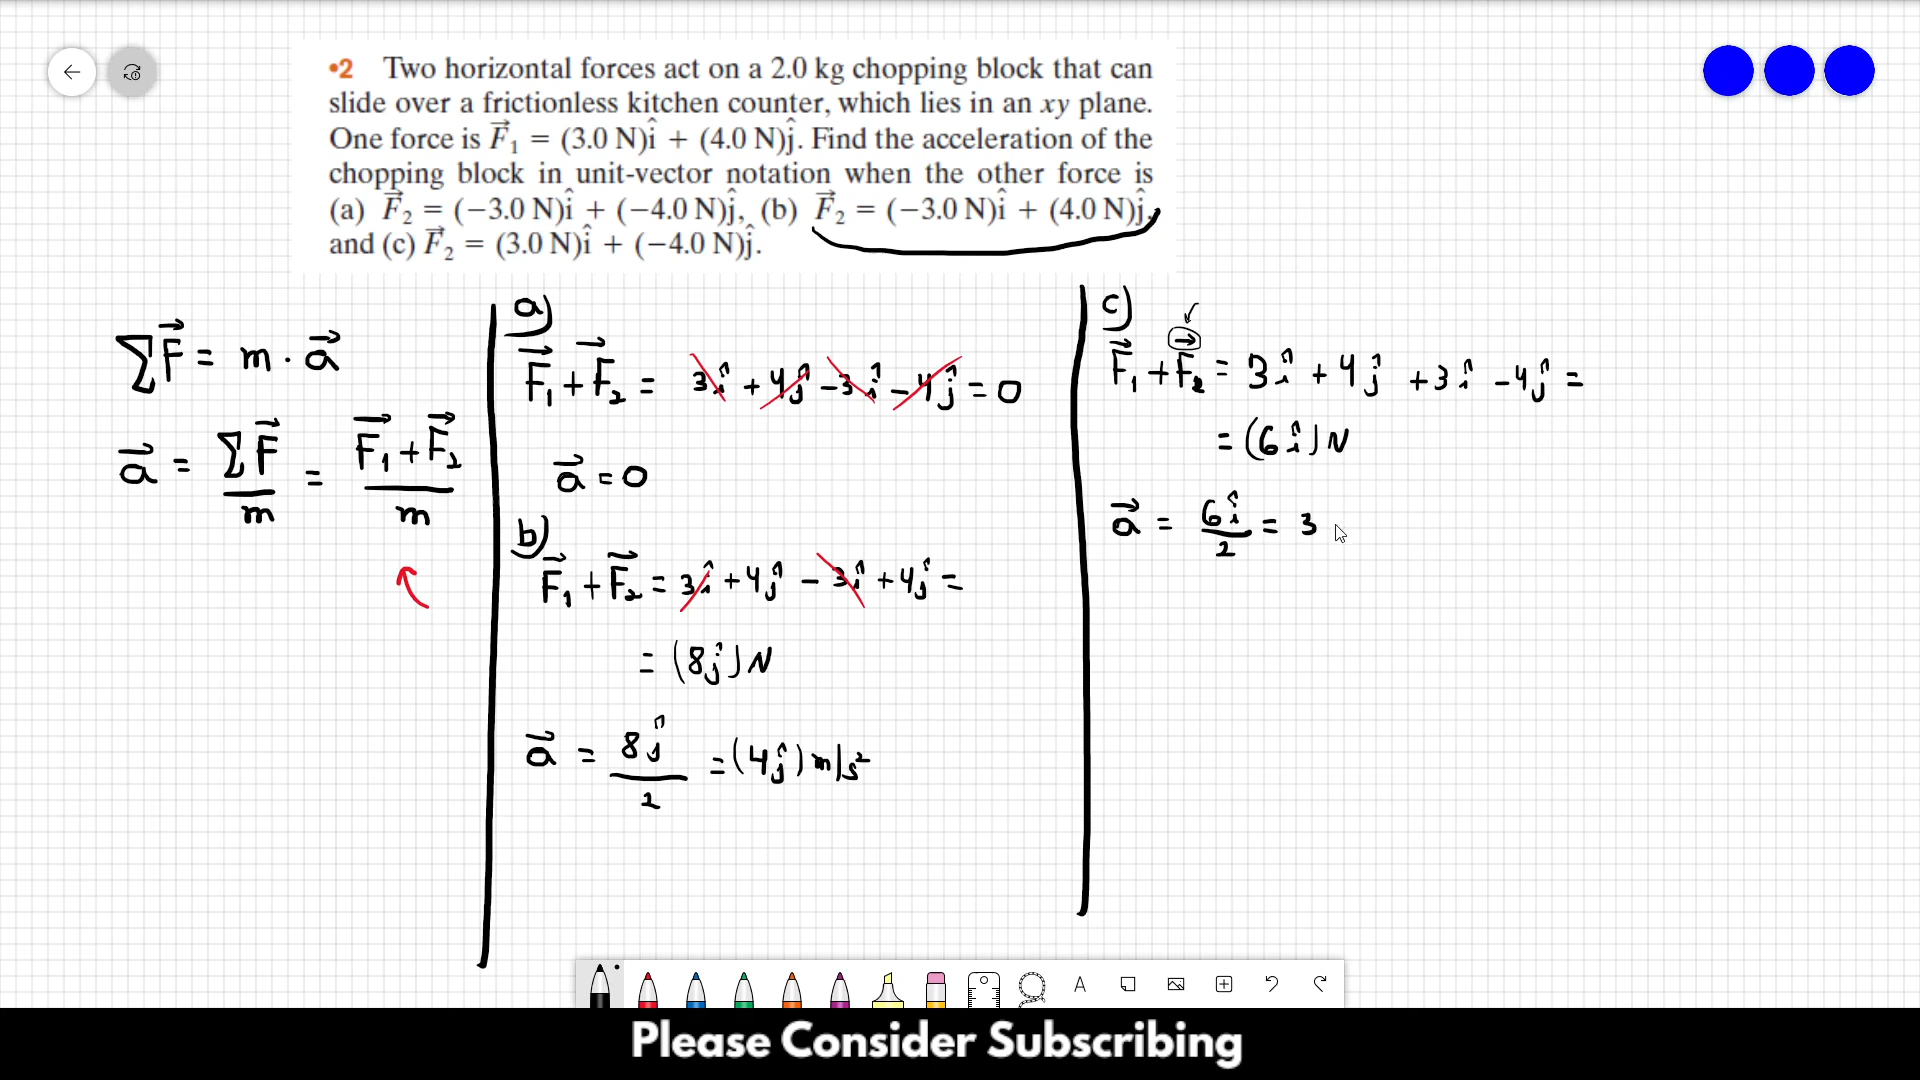 •2 Two horizontal forces act on a 2.0 kg chopping block that can
slide over a frictionless kitchen counter, which lies in an xy plane.
One force is F⃗₁ = (3.0 N)î + (4.0 N)ĵ. Find the acceleration of the
chopping block in unit-vector notation when the other force is
(a) F⃗₂ = (−3.0 N)î + (−4.0 N)ĵ, (b) F⃗₂ = (−3.0 N)î + (4.0 N)ĵ,
and (c) F⃗₂ = (3.0 N)î + (−4.0 N)ĵ.
∑F⃗ = m · a⃗
a⃗ = ∑F⃗/m = (F⃗₁ + F⃗₂)/m
a)
F⃗₁ + F⃗₂ = 3î + 4ĵ − 3î − 4ĵ = 0
a⃗ = 0
b)
F⃗₁ + F⃗₂ = 3î + 4ĵ − 3î + 4ĵ =
= (8ĵ) N
a⃗ = 8ĵ/2 = (4ĵ) m/s²
c)
F⃗₁ + F⃗₂ = 3î + 4ĵ + 3î − 4ĵ =
= (6î) N
a⃗ = 6î/2 = 3
A
Please Consider Subscribing